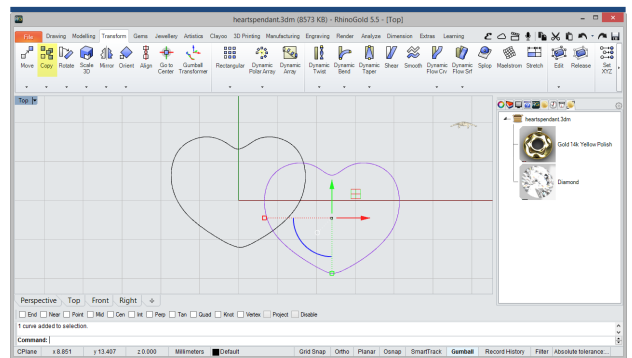 heartspendant.3dm (8573 KB) - RhinoGold 5.5 - [Top]
File Drawing Modelling Transform Gems Jewellery Artistics Clayoo 3D Printing Manufacturing Engraving Render Analyze Dimension Extras Learning
Move Copy Rotate Scale 3D Mirror Orient Align Go to Center Gumball Transformer Rectangular Dynamic Polar Array Dynamic Array Dynamic Twist Dynamic Bend Dynamic Taper Shear Smooth Dynamic Flow Crv Dynamic Flow Srf Splop Maelstrom Stretch Edit Release Set XYZ
Top
heartspendant.3dm
Gold 14k Yellow Polish
Diamond
Perspective Top Front Right
End Near Point Mid Cen Int Perp Tan Quad Knot Vertex Project Disable
1 curve added to selection.
Command:
CPlane x 8.851 y 13.407 z 0.000 Millimeters Default Grid Snap Ortho Planar Osnap SmartTrack Gumball Record History Filter Absolute tolerance:...